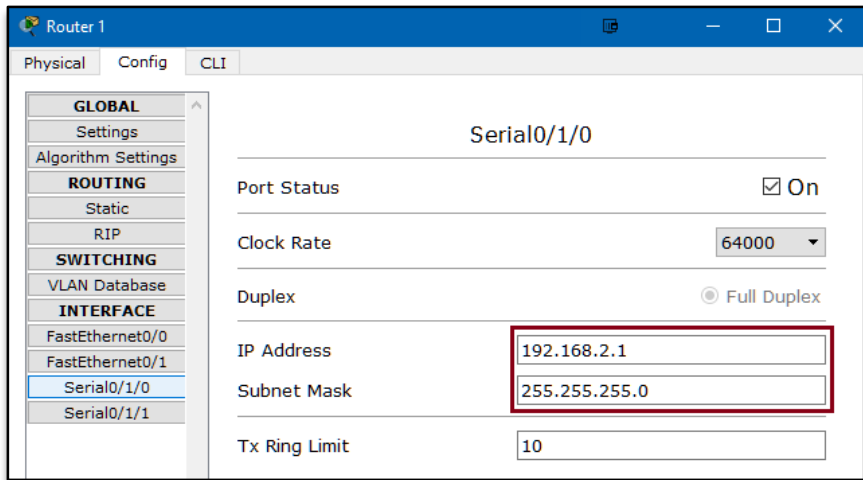 Router 1
Physical Config CLI
GLOBAL
Settings
Algorithm Settings
ROUTING
Static
RIP
SWITCHING
VLAN Database
INTERFACE
FastEthernet0/0
FastEthernet0/1
Serial0/1/0
Serial0/1/1
Serial0/1/0
Port Status On
Clock Rate 64000
Duplex Full Duplex
IP Address 192.168.2.1
Subnet Mask 255.255.255.0
Tx Ring Limit 10